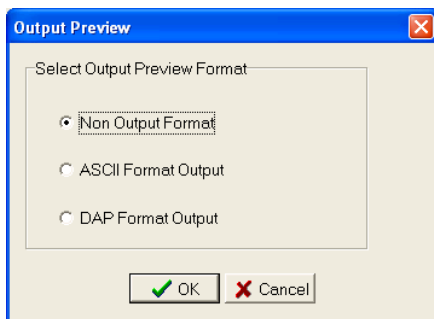 Output Preview
Select Output Preview Format
Non Output Format
ASCII Format Output
DAP Format Output
OK Cancel